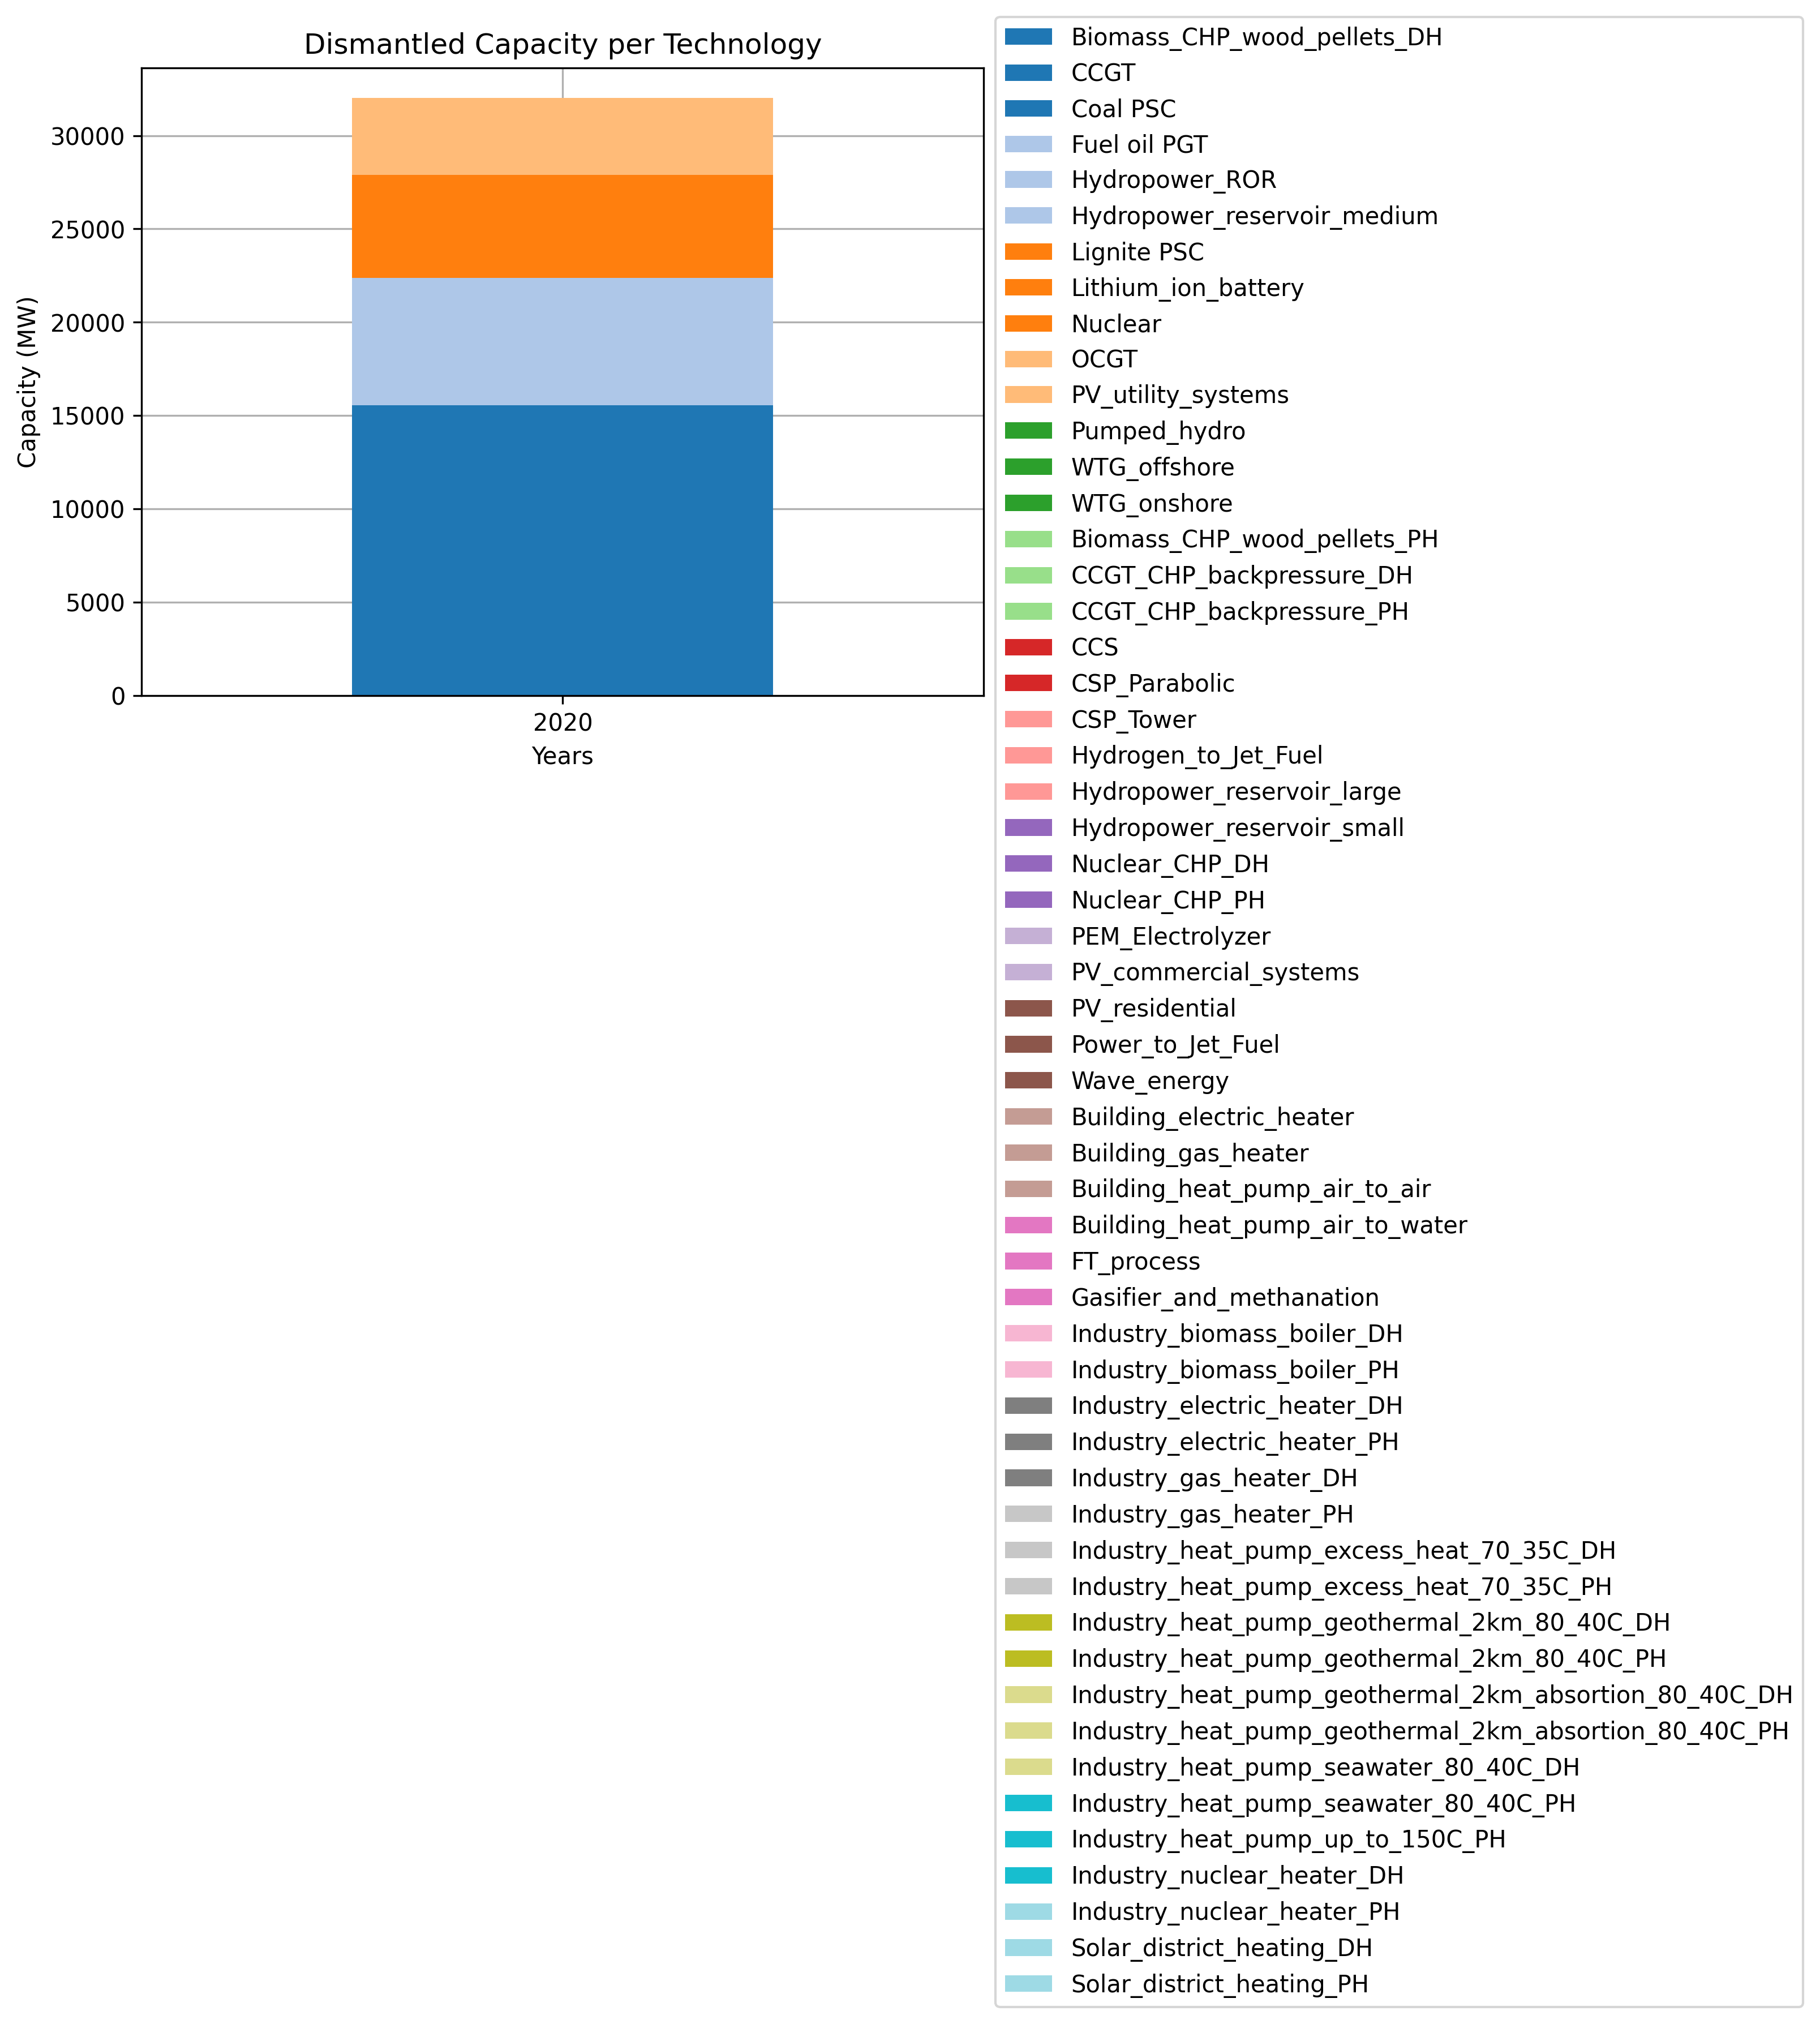 Dismantled Capacity per Technology
30000
25000
20000
15000
10000
5000
0
Capacity (MW)
2020
Years
Biomass_CHP_wood_pellets_DH
CCGT
Coal PSC
Fuel oil PGT
Hydropower_ROR
Hydropower_reservoir_medium
Lignite PSC
Lithium_ion_battery
Nuclear
OCGT
PV_utility_systems
Pumped_hydro
WTG_offshore
WTG_onshore
Biomass_CHP_wood_pellets_PH
CCGT_CHP_backpressure_DH
CCGT_CHP_backpressure_PH
CCS
CSP_Parabolic
CSP_Tower
Hydrogen_to_Jet_Fuel
Hydropower_reservoir_large
Hydropower_reservoir_small
Nuclear_CHP_DH
Nuclear_CHP_PH
PEM_Electrolyzer
PV_commercial_systems
PV_residential
Power_to_Jet_Fuel
Wave_energy
Building_electric_heater
Building_gas_heater
Building_heat_pump_air_to_air
Building_heat_pump_air_to_water
FT_process
Gasifier_and_methanation
Industry_biomass_boiler_DH
Industry_biomass_boiler_PH
Industry_electric_heater_DH
Industry_electric_heater_PH
Industry_gas_heater_DH
Industry_gas_heater_PH
Industry_heat_pump_excess_heat_70_35C_DH
Industry_heat_pump_excess_heat_70_35C_PH
Industry_heat_pump_geothermal_2km_80_40C_DH
Industry_heat_pump_geothermal_2km_80_40C_PH
Industry_heat_pump_geothermal_2km_absortion_80_40C_DH
Industry_heat_pump_geothermal_2km_absortion_80_40C_PH
Industry_heat_pump_seawater_80_40C_DH
Industry_heat_pump_seawater_80_40C_PH
Industry_heat_pump_up_to_150C_PH
Industry_nuclear_heater_DH
Industry_nuclear_heater_PH
Solar_district_heating_DH
Solar_district_heating_PH